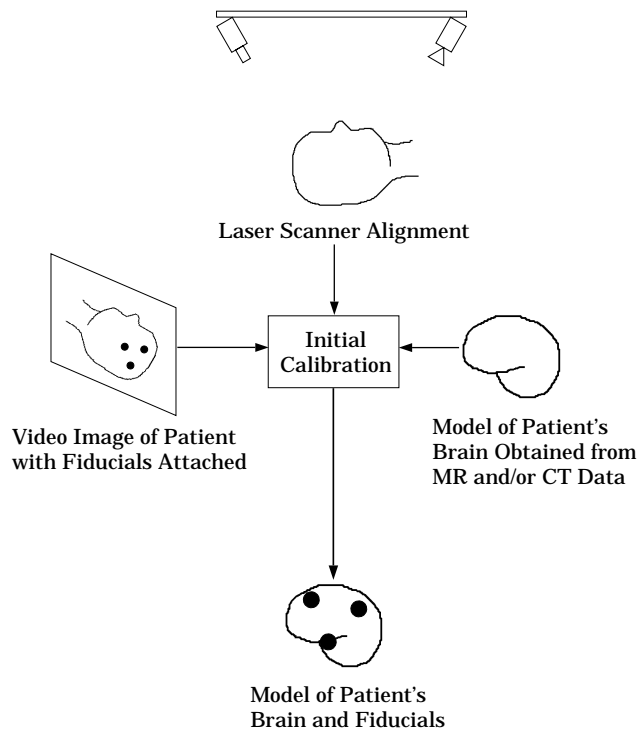 Laser Scanner Alignment
Initial
Calibration
Video Image of Patient
with Fiducials Attached
Model of Patient's
Brain Obtained from
MR and/or CT Data
Model of Patient's
Brain and Fiducials